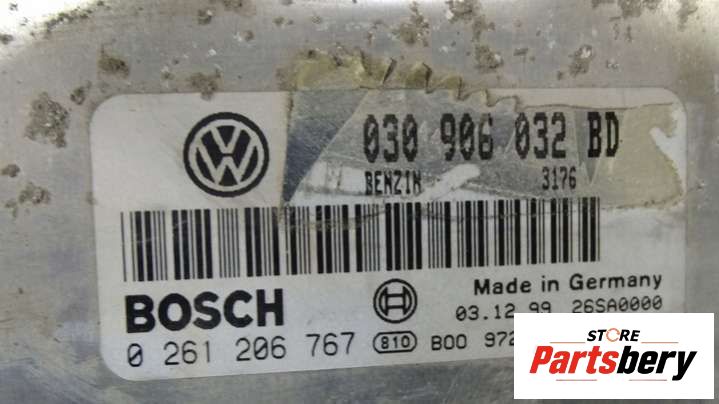 030 906 032 BD
BENZIN 3176
BOSCH
Made in Germany
03.12.99 26SA0000
0 261 206 767 810 B00 972
STORE
Partsbery